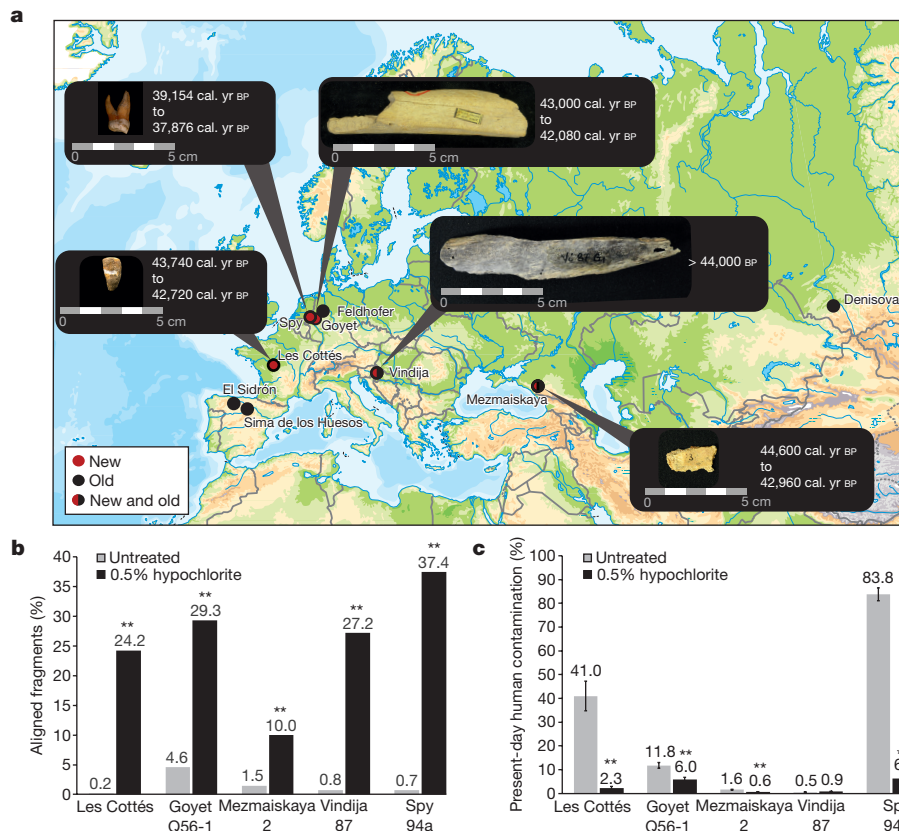 a
39,154 cal. yr BP
to
37,876 cal. yr BP
0
5 cm
43,000 cal. yr BP
to
42,080 cal. yr BP
0
5 cm
> 44,000 BP
0
5 cm
43,740 cal. yr BP
to
42,720 cal. yr BP
0
5 cm
Feldhofer
Spy
Goyet
Denisova
Les Cottés
Vindija
El Sidrón
Mezmaiskaya
Sima de los Huesos
44,600 cal. yr BP
to
42,960 cal. yr BP
0
5 cm
New
Old
New and old
b
Untreated
0.5% hypochlorite
Aligned fragments (%)
40
35
30
25
20
15
10
5
0
0.2
**
24.2
4.6
**
29.3
1.5
**
10.0
0.8
**
27.2
0.7
**
37.4
Les Cottés
Goyet
Q56-1
Mezmaiskaya
2
Vindija
87
Spy
94a
c
Untreated
0.5% hypochlorite
Present-day human contamination (%)
100
90
80
70
60
50
40
30
20
10
0
41.0
**
2.3
11.8
**
6.0
1.6
**
0.6
0.5
0.9
83.8
Les Cottés
Goyet
Q56-1
Mezmaiskaya
2
Vindija
87